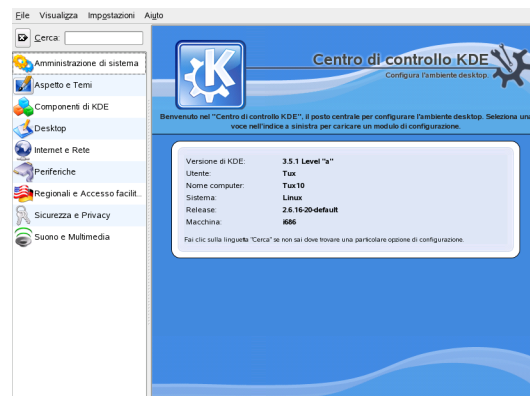 File Visualizza Impostazioni Aiuto
Cerca:
Amministrazione di sistema
Aspetto e Temi
Componenti di KDE
Desktop
Internet e Rete
Periferiche
Regionali e Accesso facilit...
Sicurezza e Privacy
Suono e Multimedia
Centro di controllo KDE
Configura l'ambiente desktop.
Benvenuto nel "Centro di controllo KDE", il posto centrale per configurare l'ambiente desktop. Seleziona una
voce nell'indice a sinistra per caricare un modulo di configurazione.
Versione di KDE: 3.5.1 Level "a"
Utente: Tux
Nome computer: Tux10
Sistema: Linux
Release: 2.6.16-20-default
Macchina: i686
Fai clic sulla linguetta "Cerca" se non sai dove trovare una particolare opzione di configurazione.